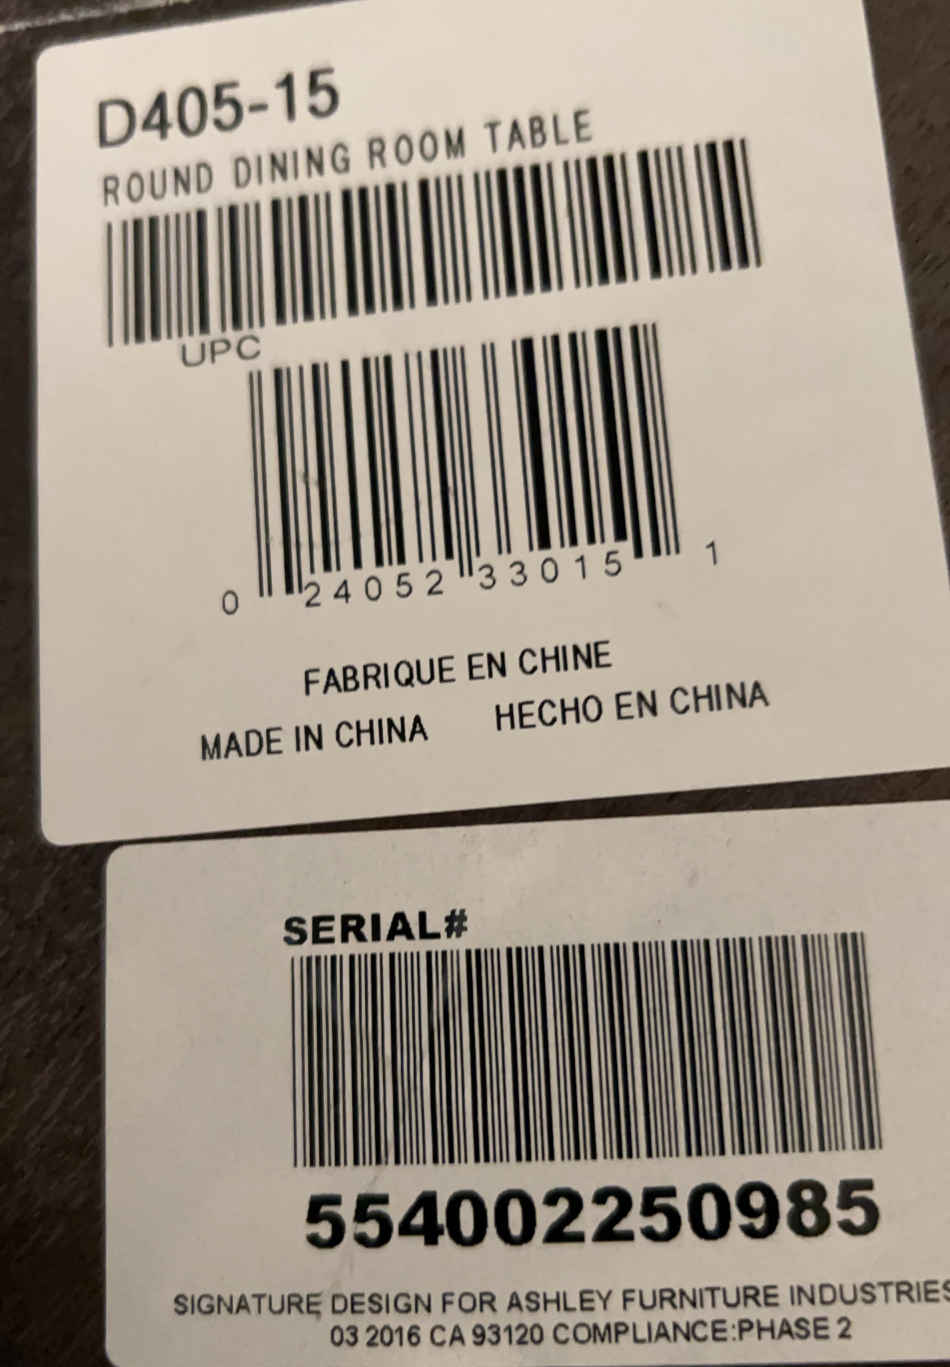 D405-15
ROUND DINING ROOM TABLE
UPC
0 24052 33015 1
FABRIQUE EN CHINE
MADE IN CHINA HECHO EN CHINA
SERIAL#
554002250985
SIGNATURE DESIGN FOR ASHLEY FURNITURE INDUSTRIES
03 2016 CA 93120 COMPLIANCE:PHASE 2